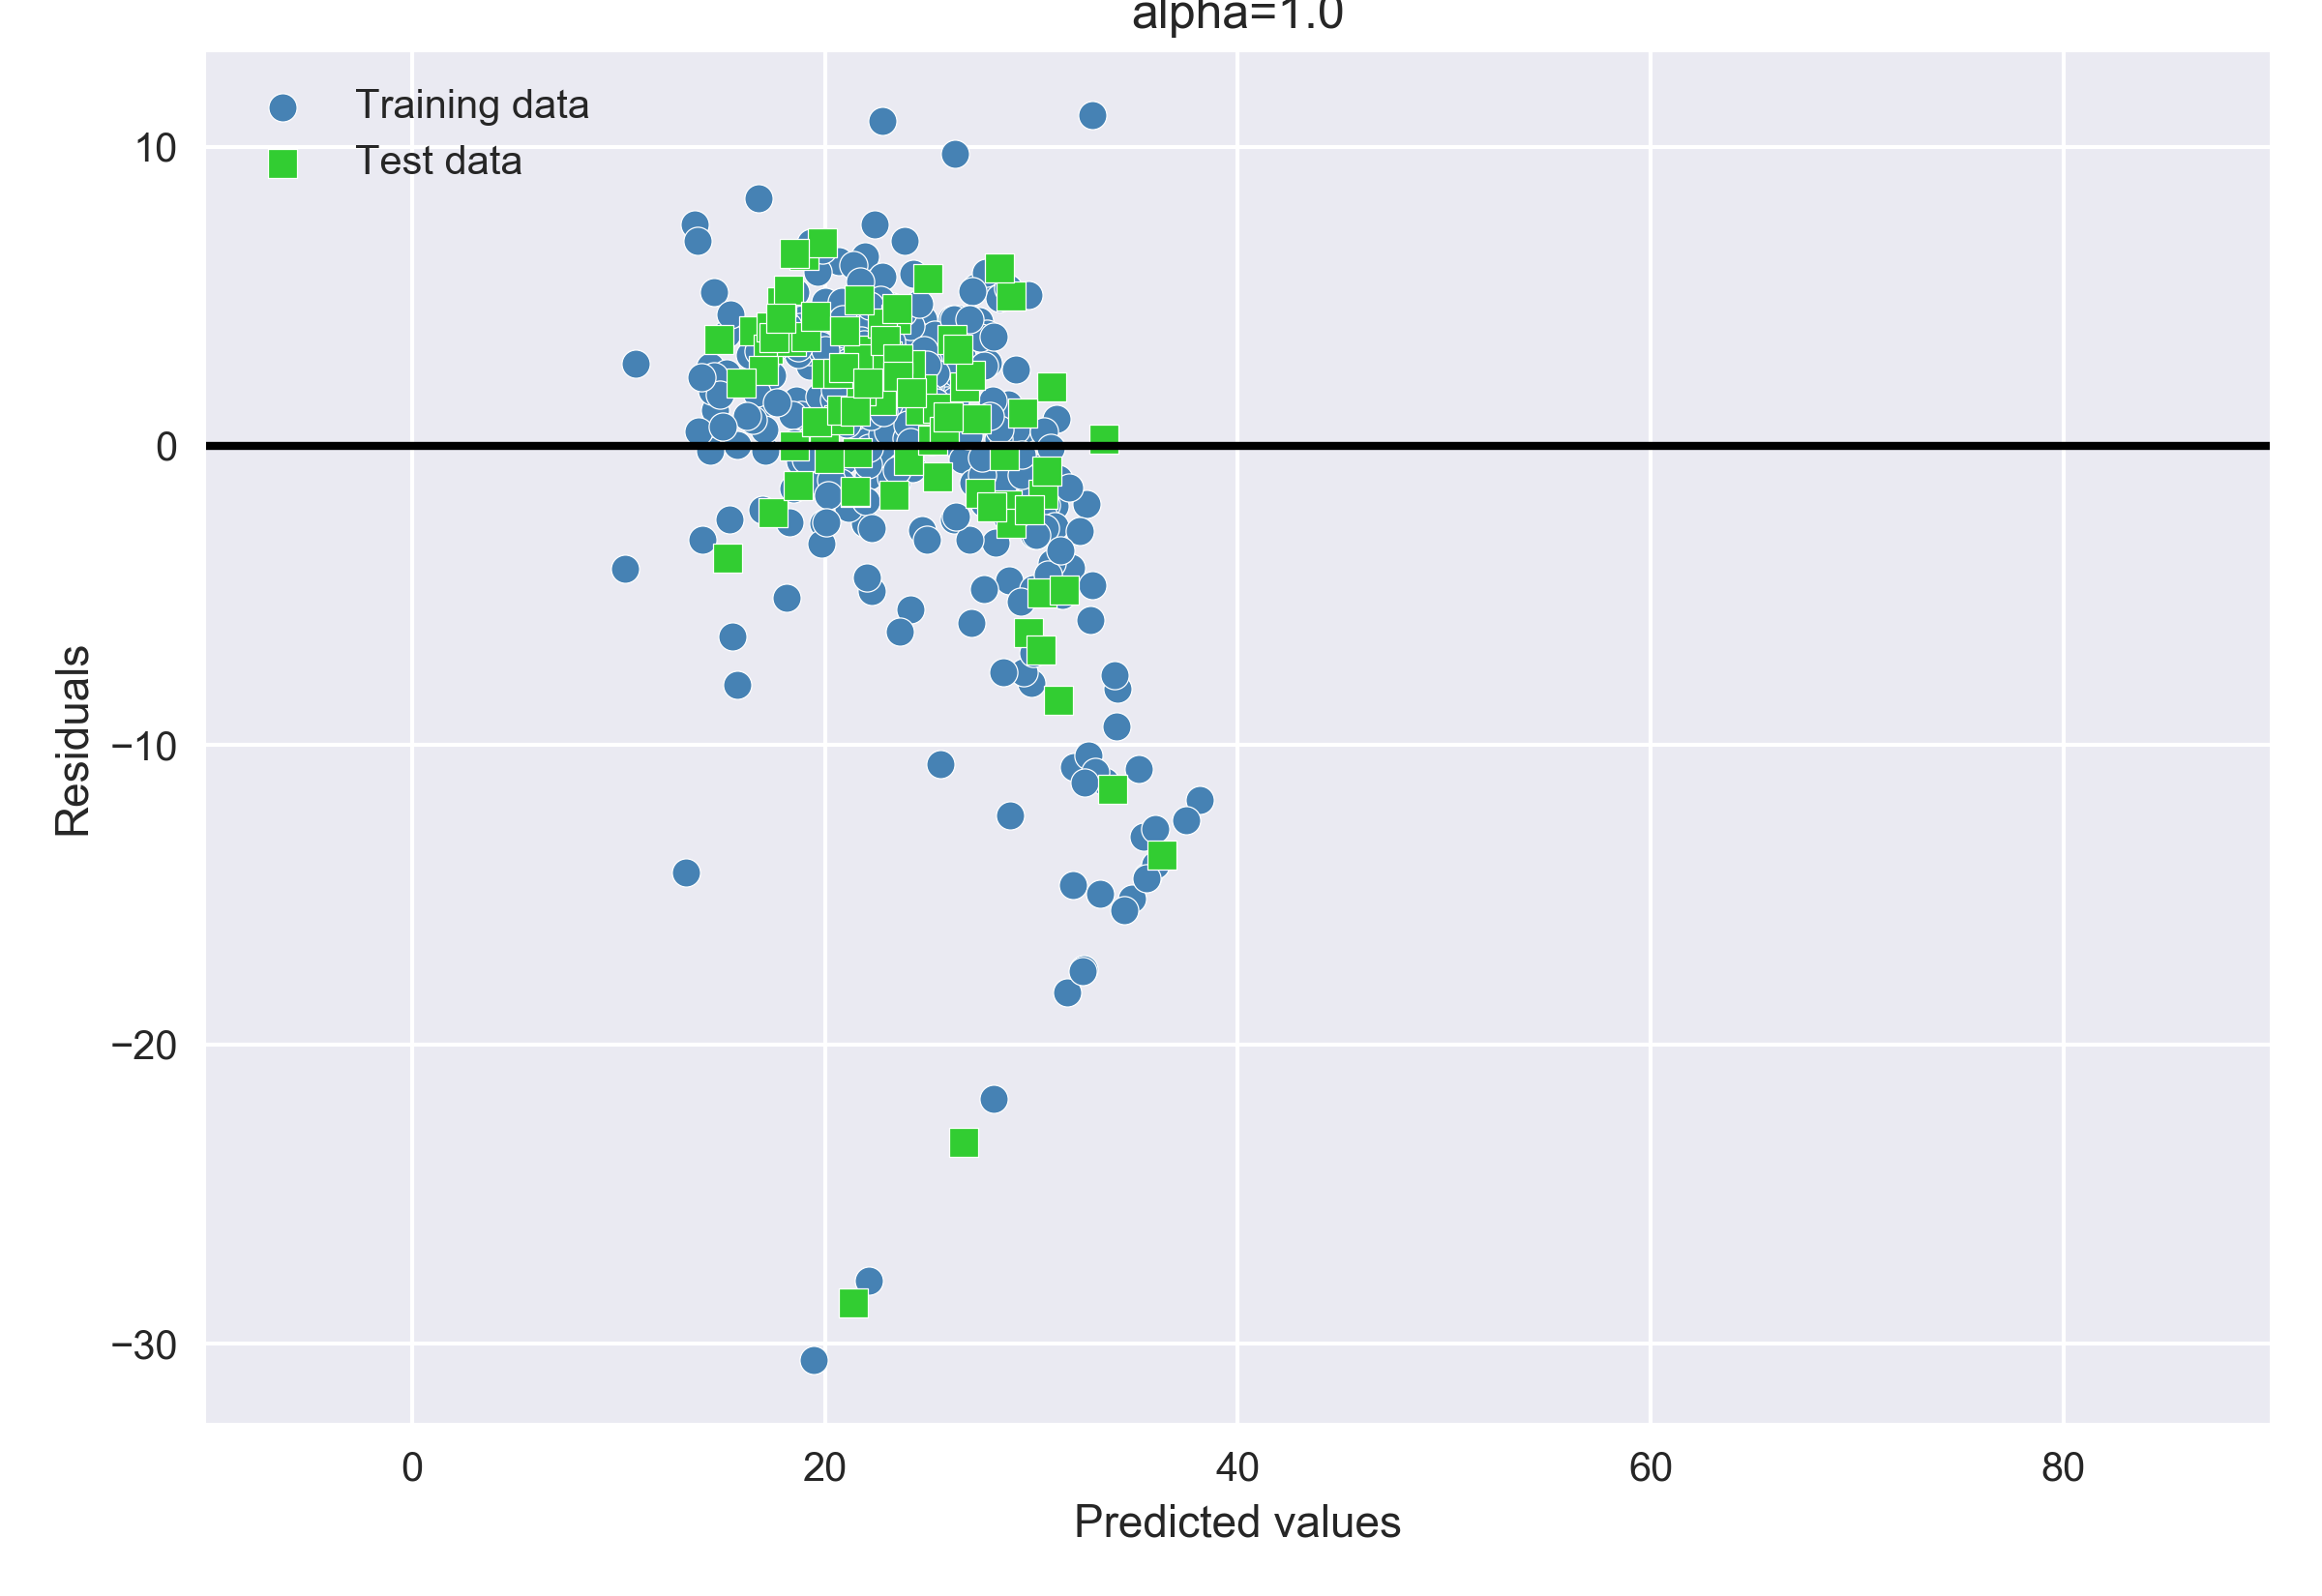 alpha=1.0
Training data
Test data
10
0
−10
−20
−30
Residuals
0 20 40 60 80
Predicted values